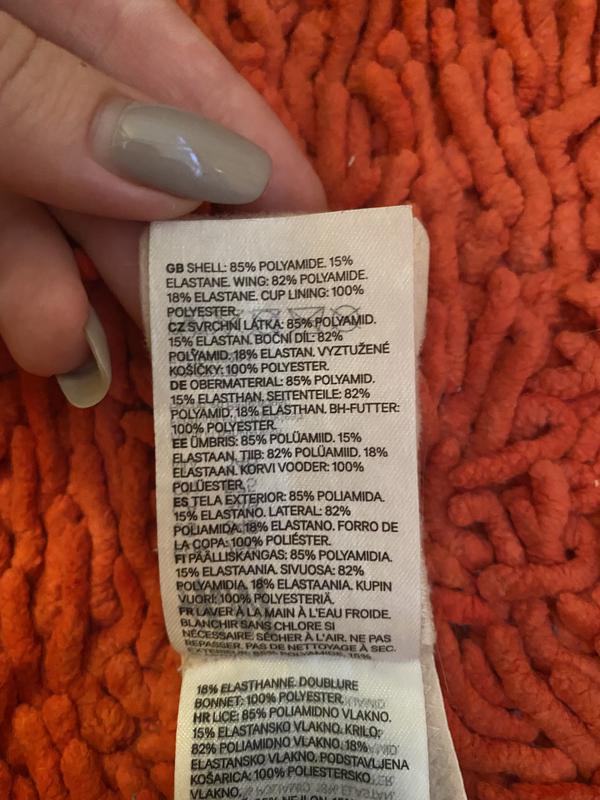 GB SHELL: 85% POLYAMIDE. 15%
ELASTANE. WING: 82% POLYAMIDE.
18% ELASTANE. CUP LINING: 100%
POLYESTER.
CZ SVRCHNÍ LÁTKA: 85% POLYAMID.
15% ELASTAN. BOČNÍ DÍL: 82%
POLYAMID. 18% ELASTAN. VYZTUŽENÉ
KOŠÍČKY: 100% POLYESTER.
DE OBERMATERIAL: 85% POLYAMID.
15% ELASTHAN. SEITENTEILE: 82%
POLYAMID. 18% ELASTHAN. BH-FUTTER:
100% POLYESTER.
EE ÜMBRIS: 85% POLÜAMIID. 15%
ELASTAAN. TIIB: 82% POLÜAMIID. 18%
ELASTAAN. KORVI VOODER: 100%
POLÜESTER.
ES TELA EXTERIOR: 85% POLIAMIDA.
15% ELASTANO. LATERAL: 82%
POLIAMIDA. 18% ELASTANO. FORRO DE
LA COPA: 100% POLIÉSTER.
FI PÄÄLLISKANGAS: 85% POLYAMIDIA.
15% ELASTAANIA. SIVUOSA: 82%
POLYAMIDIA. 18% ELASTAANIA. KUPIN
VUORI: 100% POLYESTERIÄ.
FR LAVER À LA MAIN À L'EAU FROIDE.
BLANCHIR SANS CHLORE SI
NÉCESSAIRE. SÉCHER À L'AIR. NE PAS
REPASSER. PAS DE NETTOYAGE À SEC.
EXTÉRIEUR: 85% POLYAMIDE. 15%
18% ELASTHANNE. DOUBLURE
BONNET: 100% POLYESTER.
HR LICE: 85% POLIAMIDNO VLAKNO.
15% ELASTANSKO VLAKNO. KRILO:
82% POLIAMIDNO VLAKNO. 18%
ELASTANSKO VLAKNO. PODSTAVLJENA
KOŠARICA: 100% POLIESTERSKO
VLAKNO.